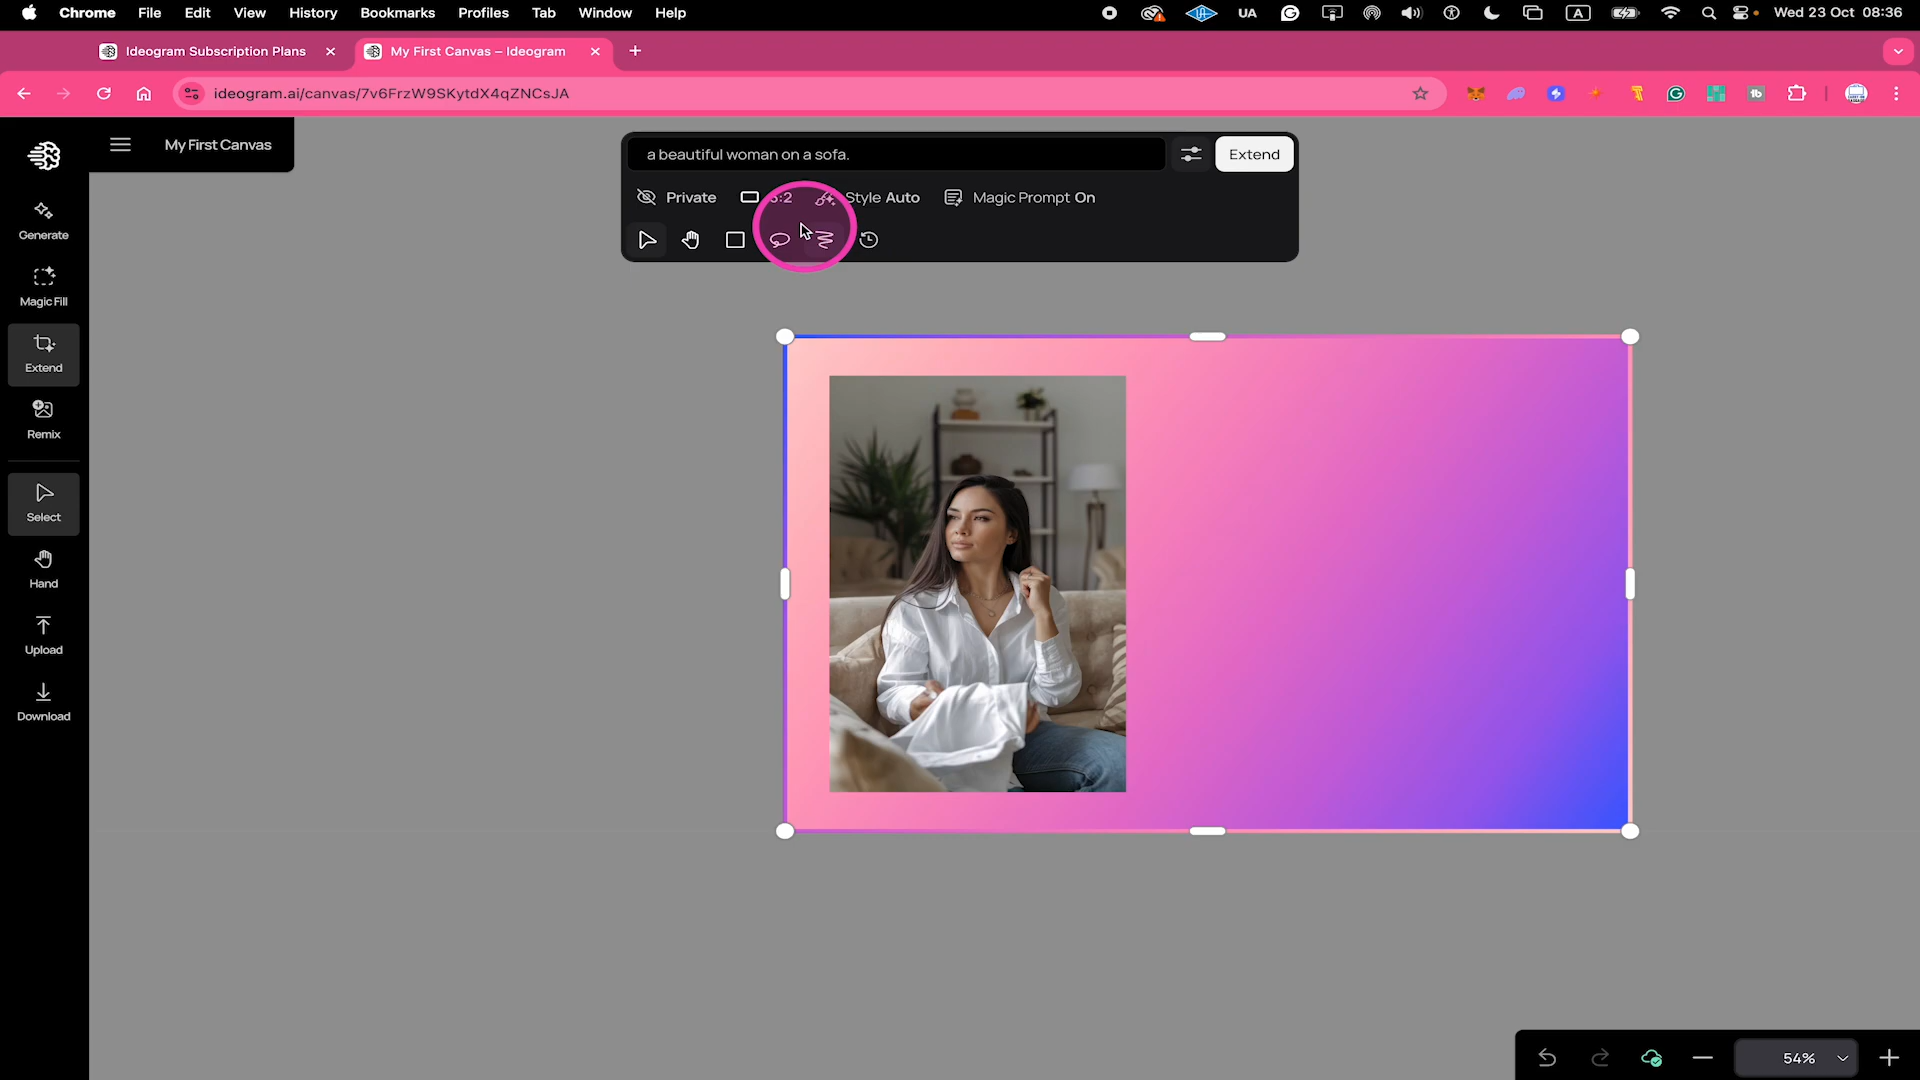 Chrome File Edit View History Bookmarks Profiles Tab Window Help UA A Wed 23 Oct 08:36
Ideogram Subscription Plans My First Canvas – Ideogram
ideogram.ai/canvas/7v6FrzW9SKytdX4qZNCsJA
My First Canvas
a beautiful woman on a sofa. Extend
Private 3:2 Style Auto Magic Prompt On
Generate
Magic Fill
Extend
Remix
Select
Hand
Upload
Download
54%